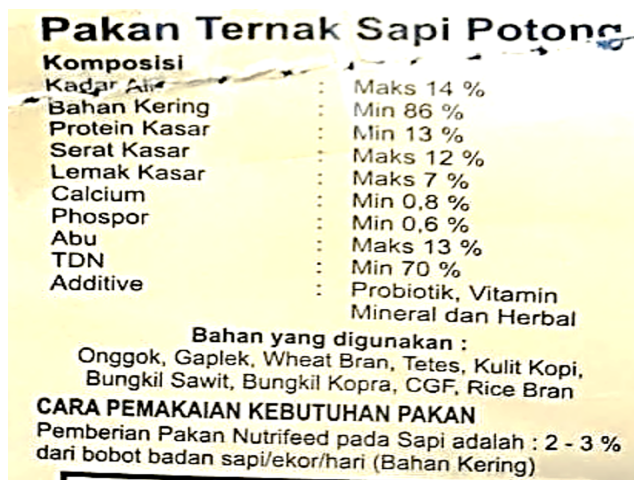 Pakan Ternak Sapi Potong
Komposisi
Kadar Air : Maks 14 %
Bahan Kering : Min 86 %
Protein Kasar : Min 13 %
Serat Kasar : Maks 12 %
Lemak Kasar : Maks 7 %
Calcium : Min 0,8 %
Phospor : Min 0,6 %
Abu : Maks 13 %
TDN : Min 70 %
Additive : Probiotik, Vitamin
Mineral dan Herbal
Bahan yang digunakan :
Onggok, Gaplek, Wheat Bran, Tetes, Kulit Kopi,
Bungkil Sawit, Bungkil Kopra, CGF, Rice Bran
CARA PEMAKAIAN KEBUTUHAN PAKAN
Pemberian Pakan Nutrifeed pada Sapi adalah : 2 - 3 %
dari bobot badan sapi/ekor/hari (Bahan Kering)